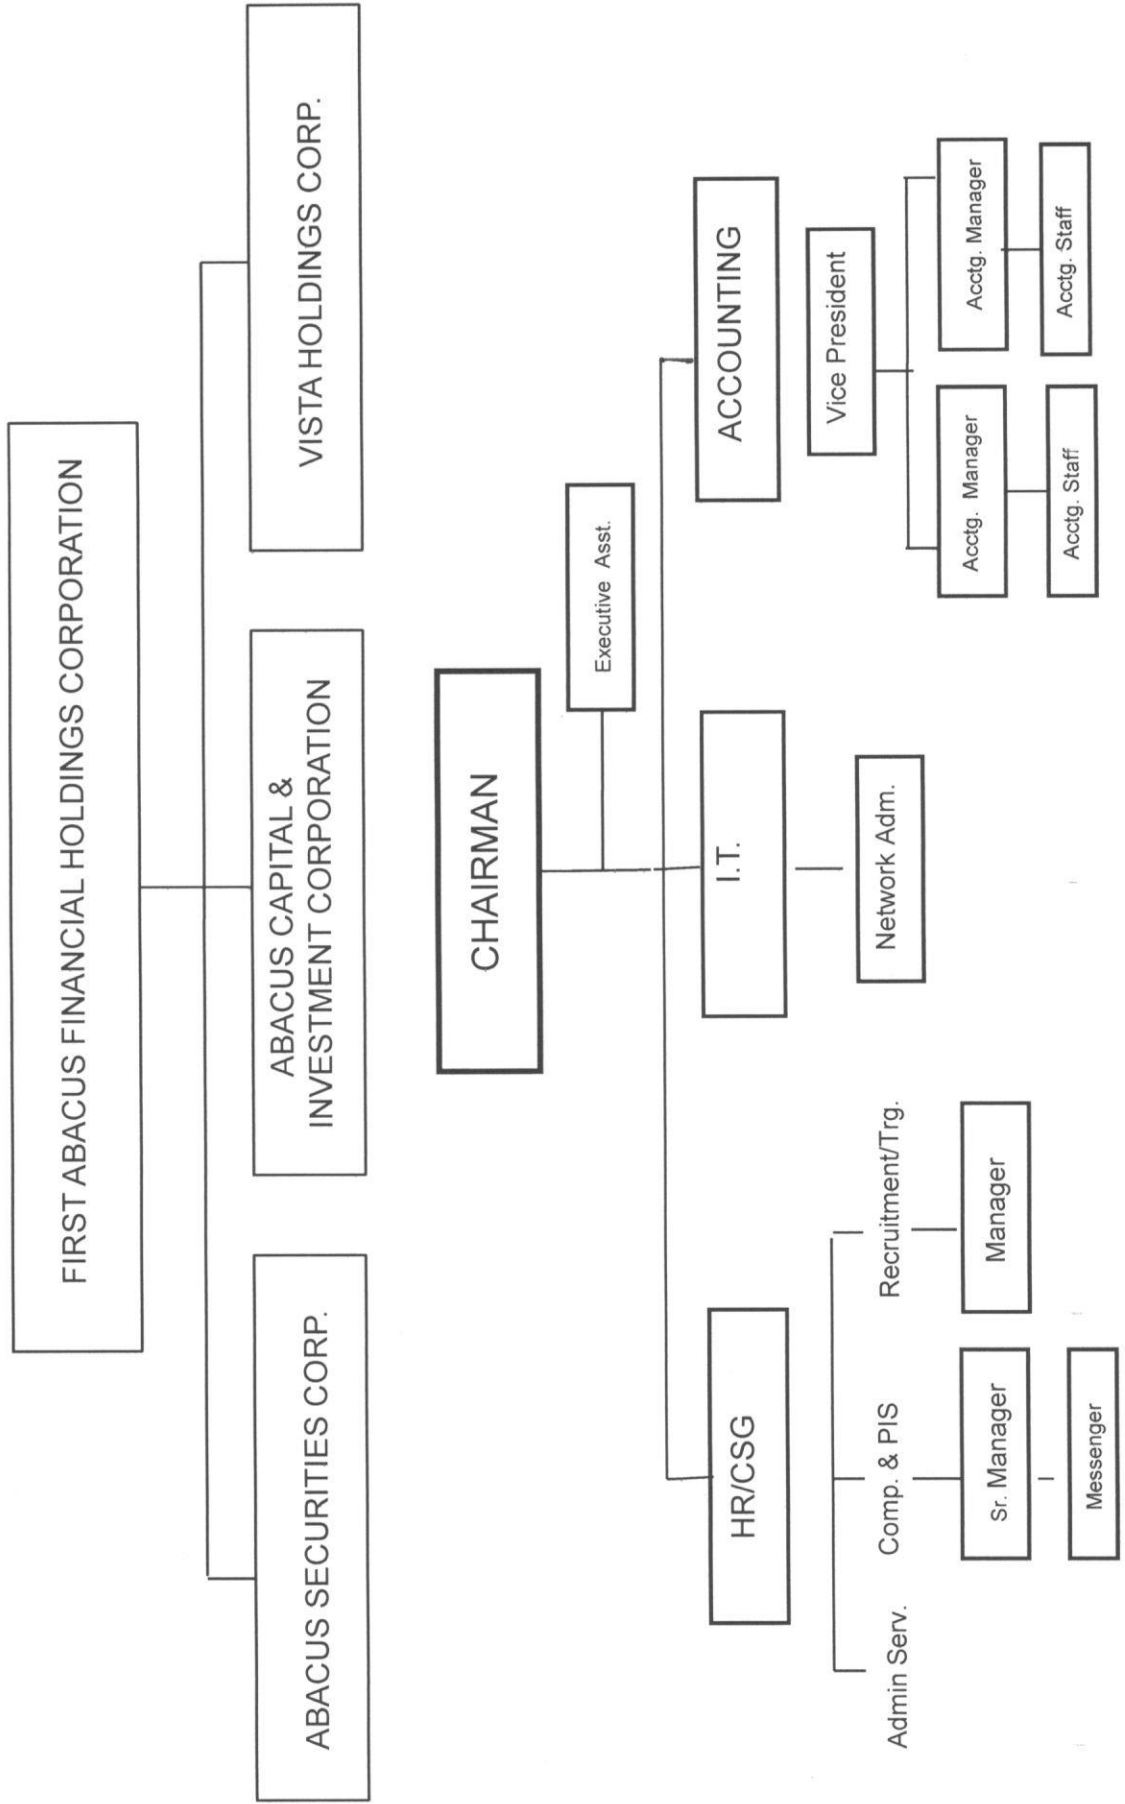 FIRST ABACUS FINANCIAL HOLDINGS CORPORATION
ABACUS SECURITIES CORP.
ABACUS CAPITAL &
INVESTMENT CORPORATION
VISTA HOLDINGS CORP.
CHAIRMAN
Executive Asst.
HR/CSG
I.T.
ACCOUNTING
Admin Serv.
Comp. & PIS
Recruitment/Trg.
Network Adm.
Vice President
Sr. Manager
Manager
Acctg. Manager
Acctg. Manager
Messenger
Acctg. Staff
Acctg. Staff